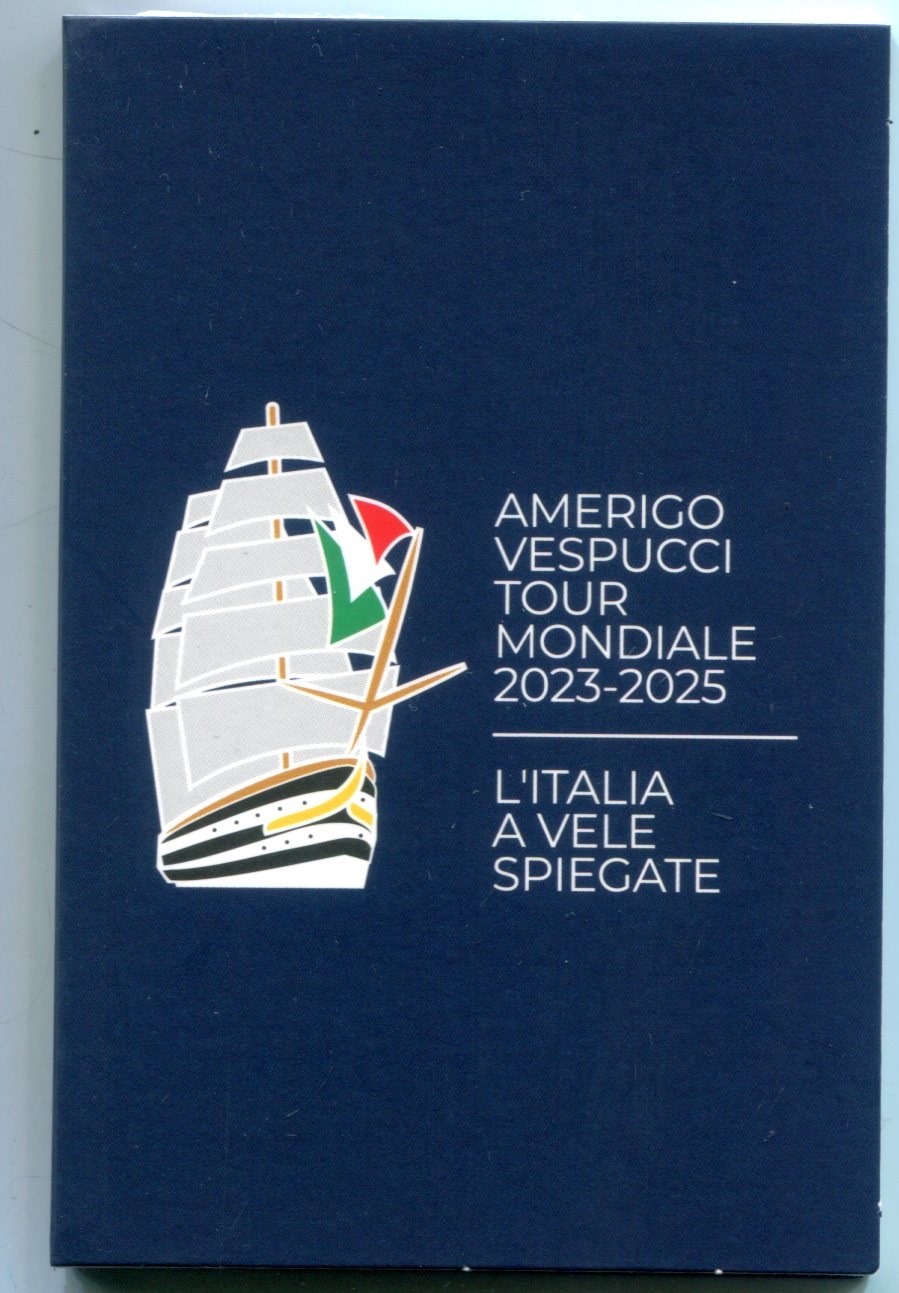 AMERIGO
VESPUCCI
TOUR
MONDIALE
2023-2025
L'ITALIA
A VELE
SPIEGATE